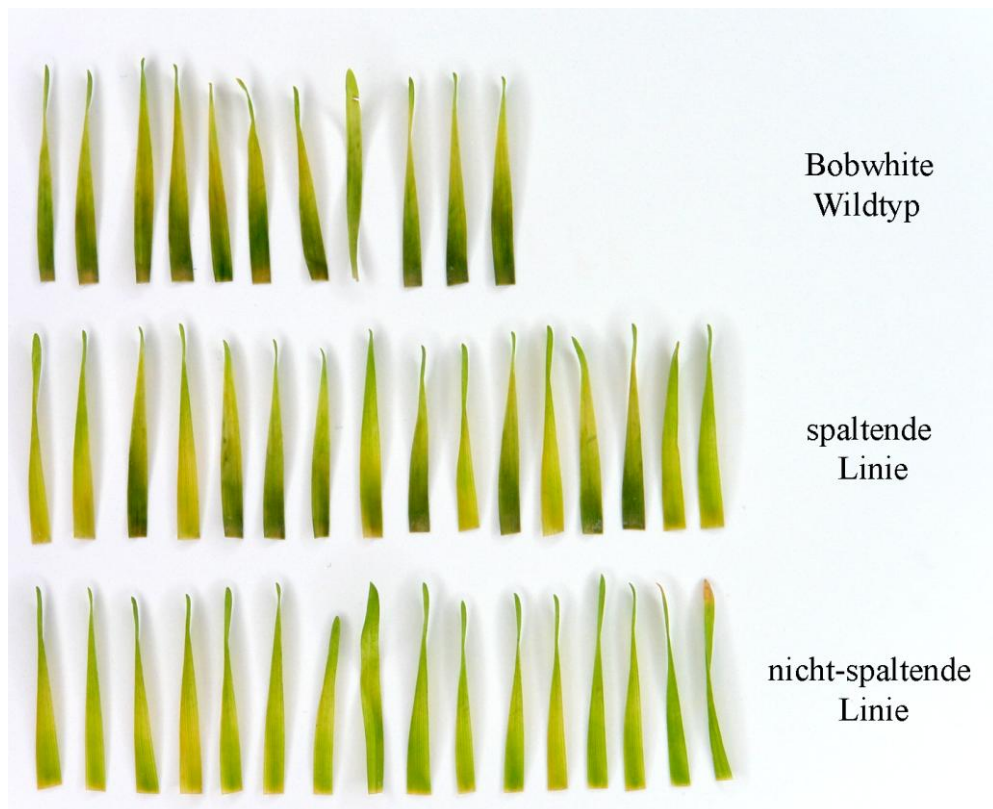 Bobwhite
Wildtyp
spaltende
Linie
nicht-spaltende
Linie